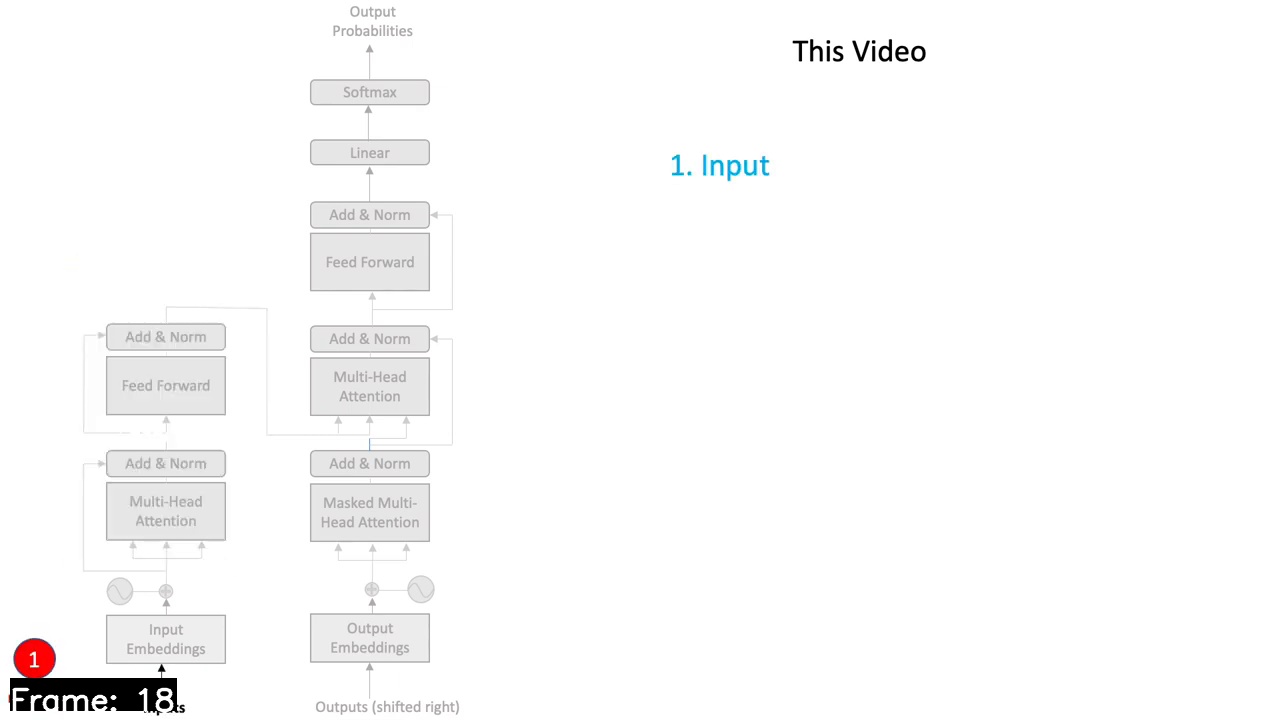 Output
Probabilities
This Video
Softmax
Linear
1. Input
Add & Norm
Feed Forward
Add & Norm
Add & Norm
Multi-Head
Attention
Feed Forward
Add & Norm
Add & Norm
Multi-Head
Attention
Masked Multi-
Head Attention
Input
Embeddings
Output
Embeddings
1
Frame: 18
Outputs (shifted right)